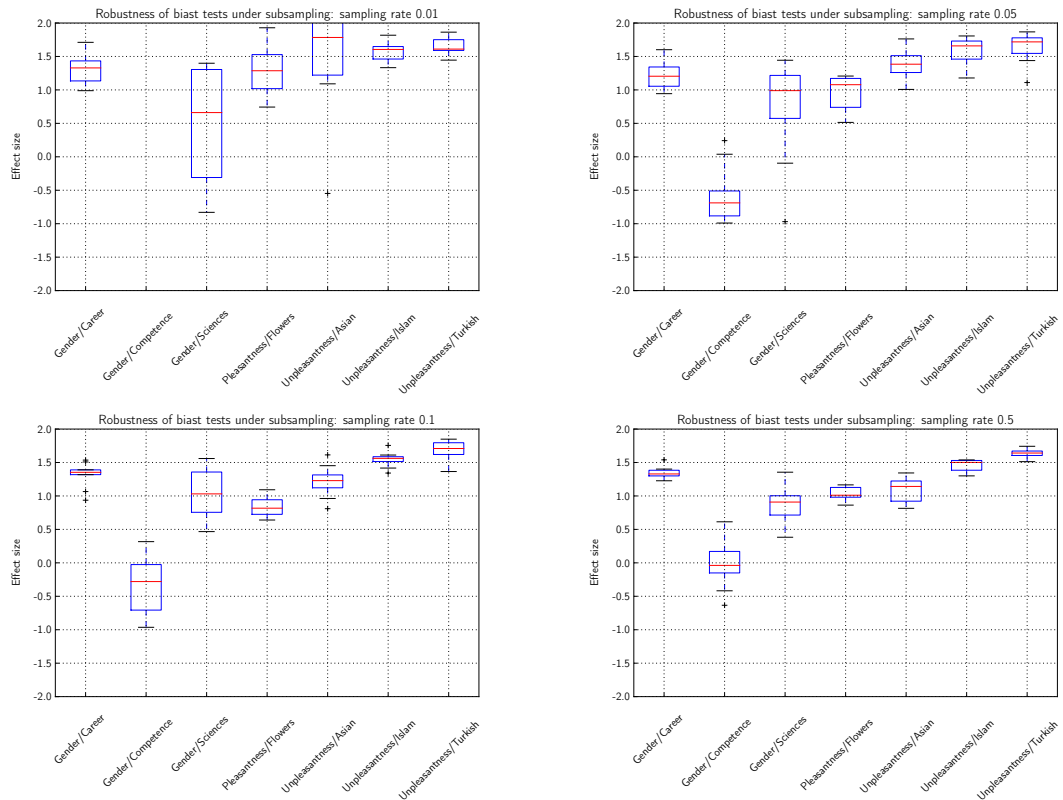 Robustness of biast tests under subsampling: sampling rate 0.01
2.0
1.5
1.0
0.5
0.0
-0.5
-1.0
-1.5
-2.0
Effect size
Gender/Career
Gender/Competence
Gender/Sciences
Pleasantness/Flowers
Unpleasantness/Asian
Unpleasantness/Islam
Unpleasantness/Turkish
Robustness of biast tests under subsampling: sampling rate 0.05
2.0
1.5
1.0
0.5
0.0
-0.5
-1.0
-1.5
-2.0
Effect size
Gender/Career
Gender/Competence
Gender/Sciences
Pleasantness/Flowers
Unpleasantness/Asian
Unpleasantness/Islam
Unpleasantness/Turkish
Robustness of biast tests under subsampling: sampling rate 0.1
2.0
1.5
1.0
0.5
0.0
-0.5
-1.0
-1.5
-2.0
Effect size
Gender/Career
Gender/Competence
Gender/Sciences
Pleasantness/Flowers
Unpleasantness/Asian
Unpleasantness/Islam
Unpleasantness/Turkish
Robustness of biast tests under subsampling: sampling rate 0.5
2.0
1.5
1.0
0.5
0.0
-0.5
-1.0
-1.5
-2.0
Effect size
Gender/Career
Gender/Competence
Gender/Sciences
Pleasantness/Flowers
Unpleasantness/Asian
Unpleasantness/Islam
Unpleasantness/Turkish